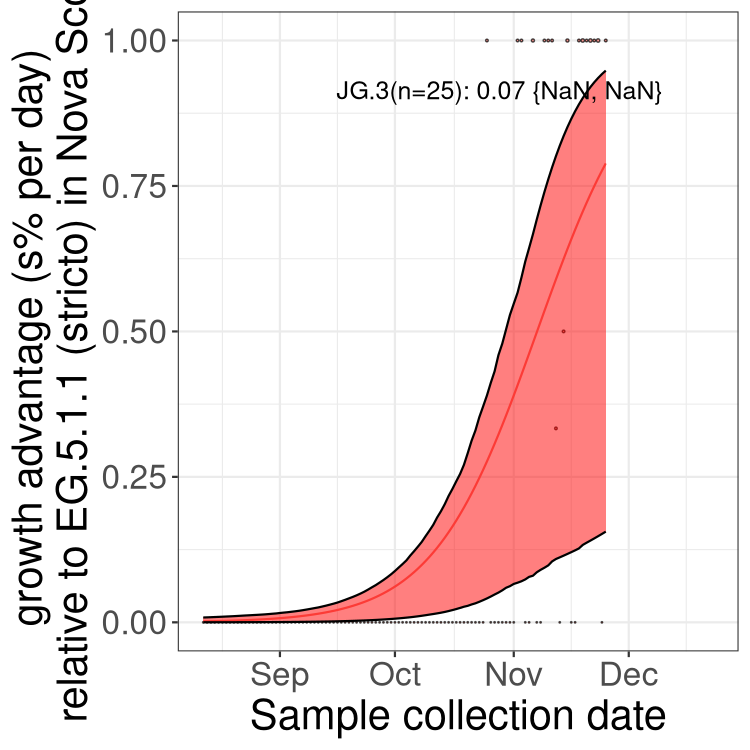 growth advantage (s% per day)
relative to EG.5.1.1 (stricto) in Nova
1.00
0.75
0.50
0.25
0.00
JG.3(n=25): 0.07 {NaN, NaN}
Sep Oct Nov Dec
Sample collection date